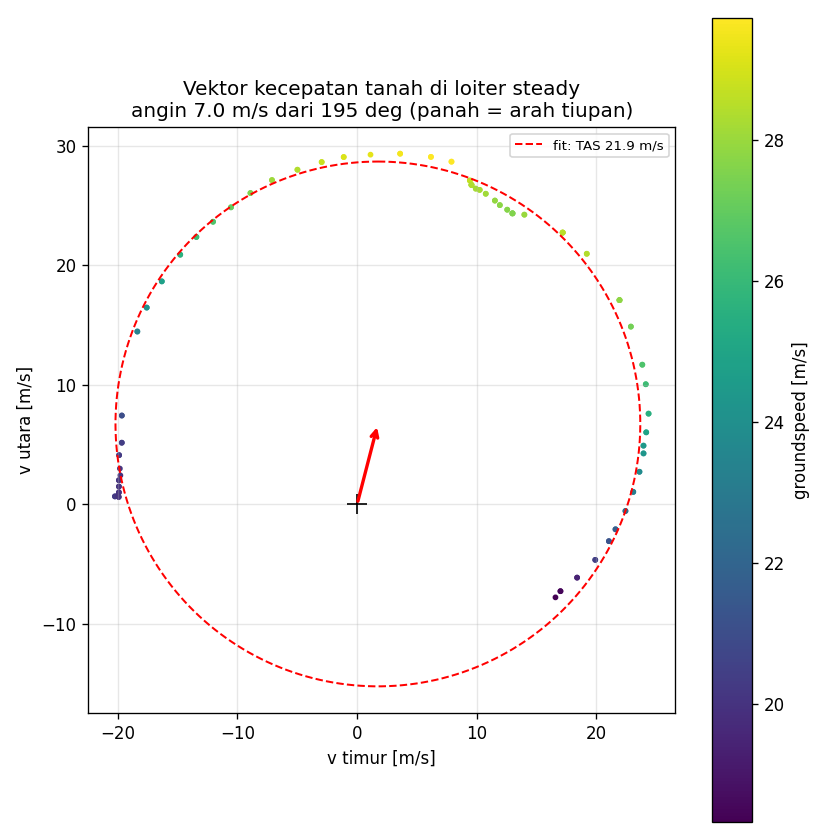 Vektor kecepatan tanah di loiter steady
angin 7.0 m/s dari 195 deg (panah = arah tiupan)
fit: TAS 21.9 m/s
30
20
10
0
−10
v utara [m/s]
−20
−10
0
10
20
v timur [m/s]
28
26
24
22
20
groundspeed [m/s]